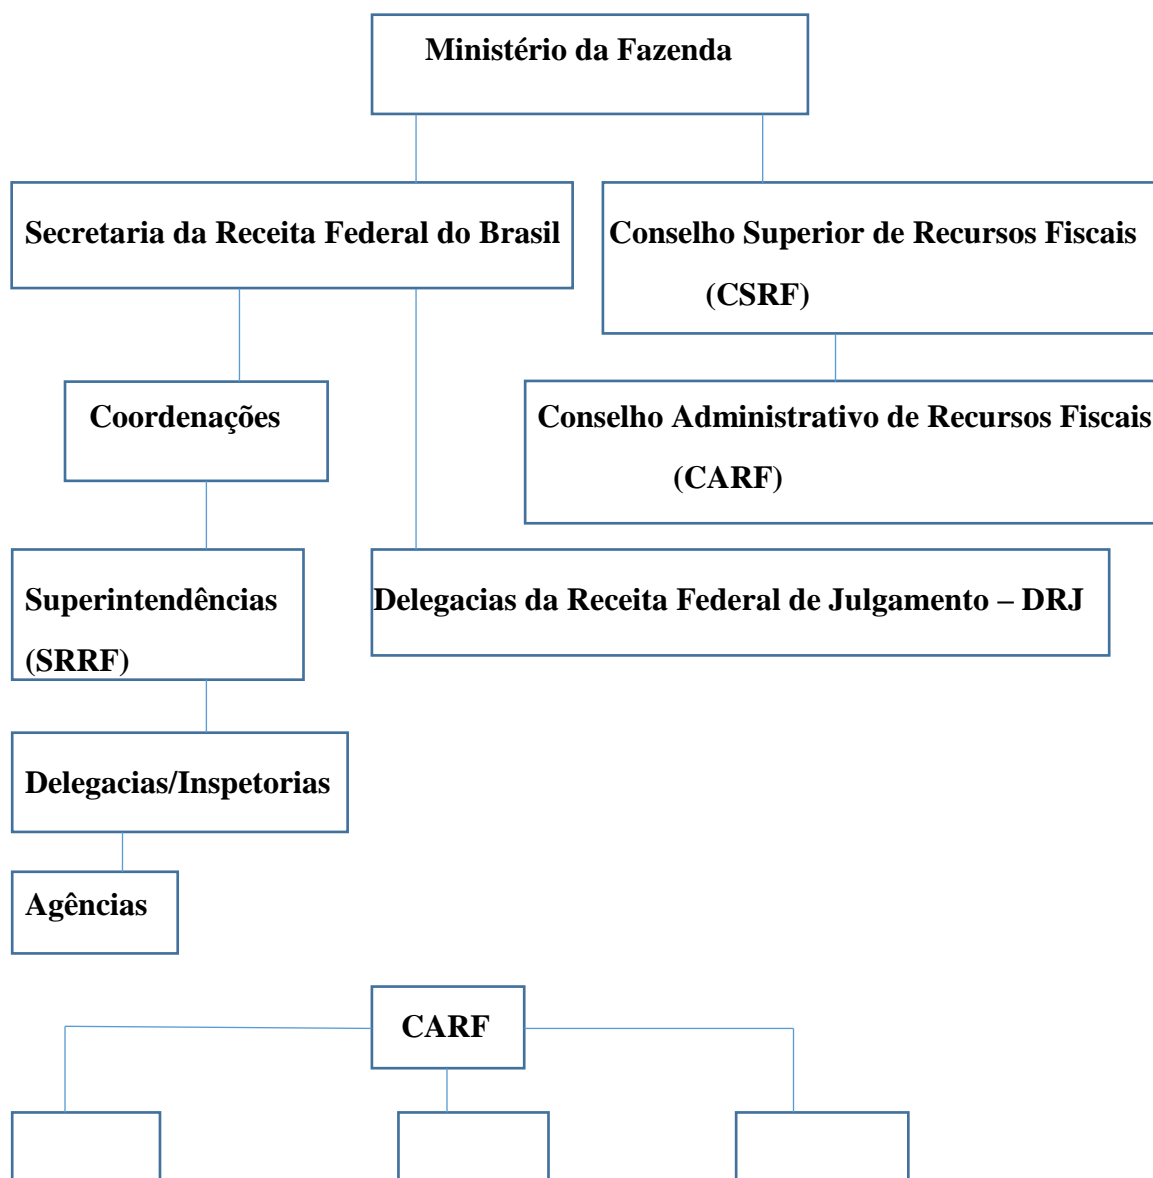 Ministério da Fazenda
Secretaria da Receita Federal do Brasil
Conselho Superior de Recursos Fiscais
(CSRF)
Coordenações
Conselho Administrativo de Recursos Fiscais
(CARF)
Superintendências
(SRRF)
Delegacias da Receita Federal de Julgamento – DRJ
Delegacias/Inspetorias
Agências
CARF